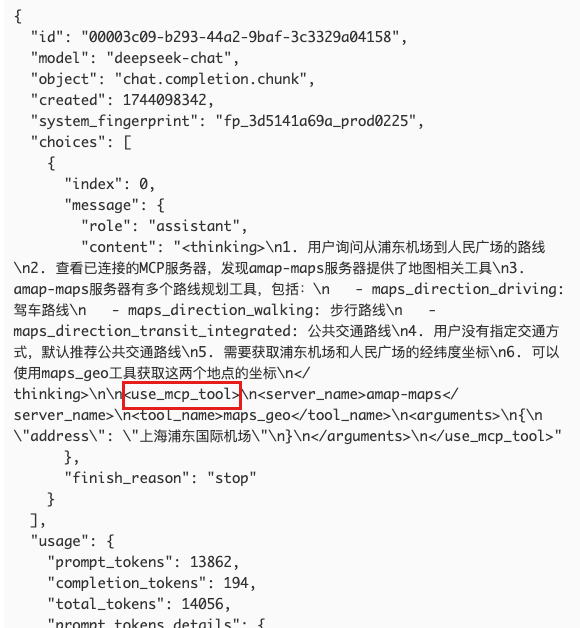 {
"id": "00003c09-b293-44a2-9baf-3c3329a04158",
"model": "deepseek-chat",
"object": "chat.completion.chunk",
"created": 1744098342,
"system_fingerprint": "fp_3d5141a69a_prod0225",
"choices": [
{
"index": 0,
"message": {
"role": "assistant",
"content": "<thinking>\n1. 用户询问从浦东机场到人民广场的路线
\n2. 查看已连接的MCP服务器，发现amap-maps服务器提供了地图相关工具\n3.
amap-maps服务器有多个路线规划工具，包括：\n   - maps_direction_driving:
驾车路线\n   - maps_direction_walking: 步行路线\n   -
maps_direction_transit_integrated: 公共交通路线\n4. 用户没有指定交通方
式，默认推荐公共交通路线\n5. 需要获取浦东机场和人民广场的经纬度坐标\n6. 可以
使用maps_geo工具获取这两个地点的坐标\n</
thinking>\n\n<use_mcp_tool>\n<server_name>amap-maps</
server_name>\n<tool_name>maps_geo</tool_name>\n<arguments>\n{\n
\"address\": \"上海浦东国际机场\"\n}\n</arguments>\n</use_mcp_tool>"
},
"finish_reason": "stop"
}
],
"usage": {
"prompt_tokens": 13862,
"completion_tokens": 194,
"total_tokens": 14056,
"prompt_tokens_details": {